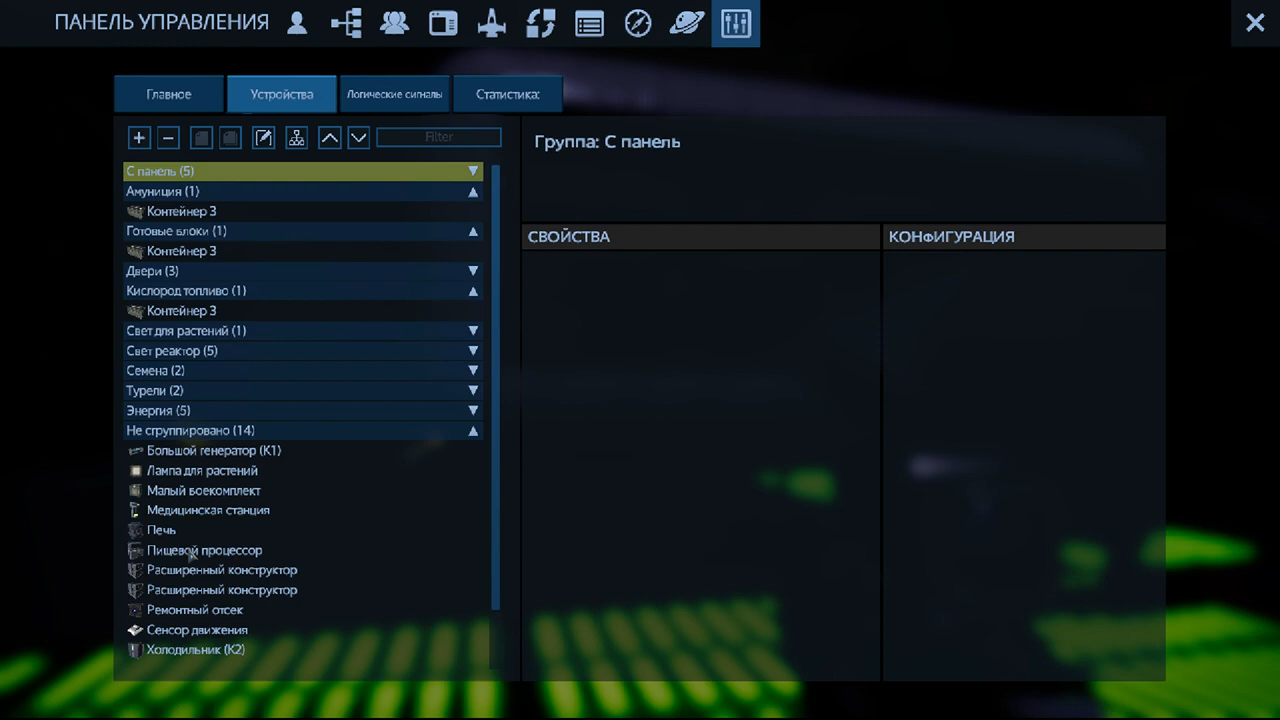 ПАНЕЛЬ УПРАВЛЕНИЯ
Главное
Устройства
Логические сигналы
Статистика:
Filter
С панель (5)
Амуниция (1)
Контейнер 3
Готовые блоки (1)
Контейнер 3
Двери (3)
Кислород топливо (1)
Контейнер 3
Свет для растений (1)
Свет реактор (5)
Семена (2)
Турели (2)
Энергия (5)
Не сгруппировано (14)
Большой генератор (К1)
Лампа для растений
Малый боекомплект
Медицинская станция
Печь
Пищевой процессор
Расширенный конструктор
Расширенный конструктор
Ремонтный отсек
Сенсор движения
Холодильник (К2)
Группа: С панель
СВОЙСТВА
КОНФИГУРАЦИЯ